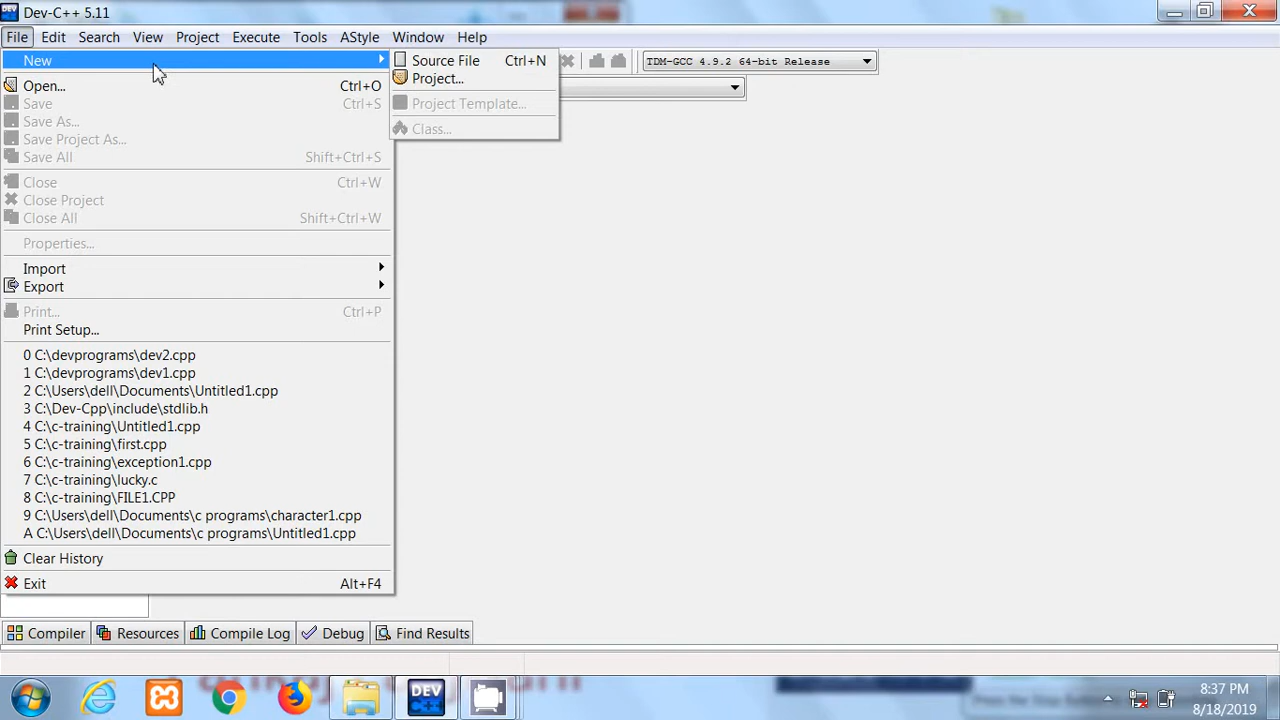 Dev-C++ 5.11
File Edit Search View Project Execute Tools AStyle Window Help
New
Source File Ctrl+N
TDM-GCC 4.9.2 64-bit Release
Project...
Open... Ctrl+O
Save Ctrl+S
Project Template...
Save As...
Class...
Save Project As...
Save All Shift+Ctrl+S
Close Ctrl+W
Close Project
Close All Shift+Ctrl+W
Properties...
Import
Export
Print... Ctrl+P
Print Setup...
0 C:\devprograms\dev2.cpp
1 C:\devprograms\dev1.cpp
2 C:\Users\dell\Documents\Untitled1.cpp
3 C:\Dev-Cpp\include\stdlib.h
4 C:\c-training\Untitled1.cpp
5 C:\c-training\first.cpp
6 C:\c-training\exception1.cpp
7 C:\c-training\lucky.c
8 C:\c-training\FILE1.CPP
9 C:\Users\dell\Documents\c programs\character1.cpp
A C:\Users\dell\Documents\c programs\Untitled1.cpp
Clear History
Exit Alt+F4
Compiler Resources Compile Log Debug Find Results
DEV
8:37 PM
8/18/2019